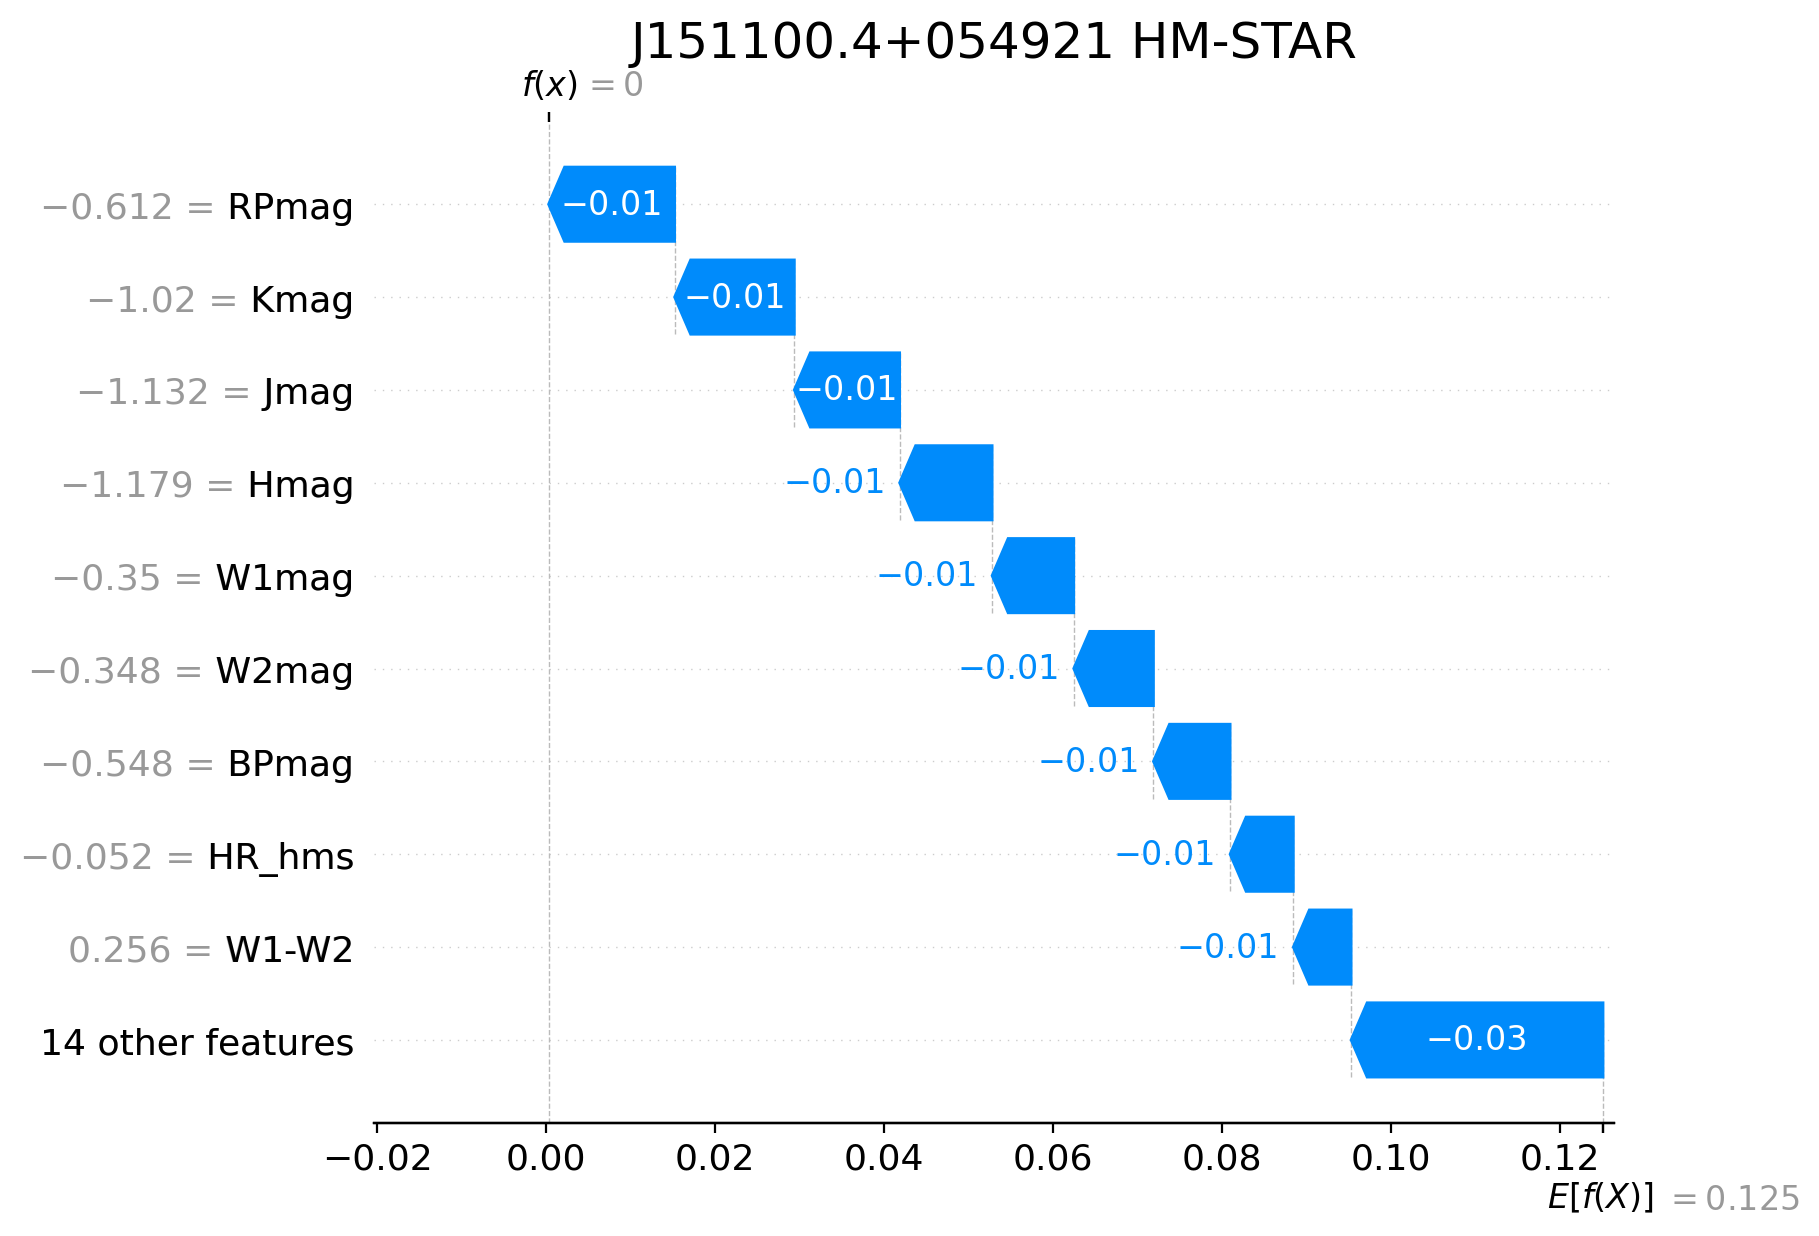 J151100.4+054921 HM-STAR
f(x) = 0
−0.612 = RPmag
−0.01
−1.02 = Kmag
−0.01
−1.132 = Jmag
−0.01
−1.179 = Hmag
−0.01
−0.35 = W1mag
−0.01
−0.348 = W2mag
−0.01
−0.548 = BPmag
−0.01
−0.052 = HR_hms
−0.01
0.256 = W1-W2
−0.01
14 other features
−0.03
−0.02 0.00 0.02 0.04 0.06 0.08 0.10 0.12
E[f(X)] = 0.125